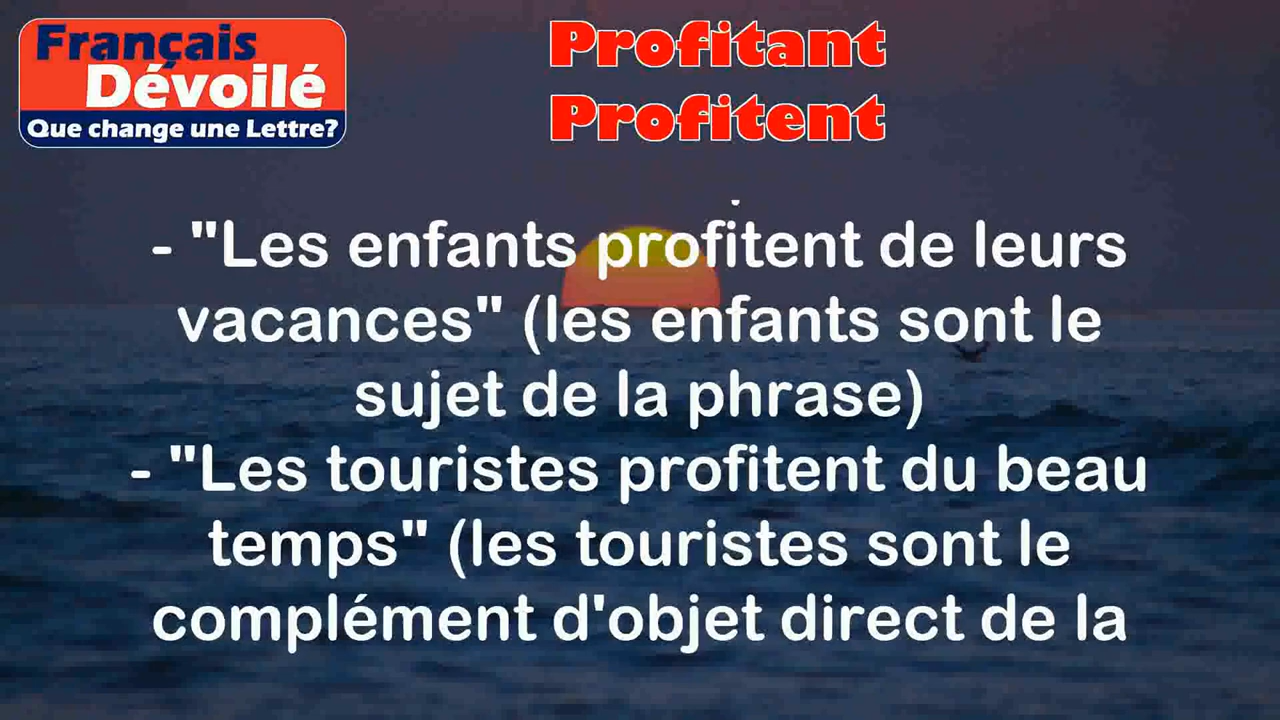 Français
Dévoilé
Que change une Lettre?
Profitant
Profitent
- "Les enfants profitent de leurs
vacances" (les enfants sont le
sujet de la phrase)
- "Les touristes profitent du beau
temps" (les touristes sont le
complément d'objet direct de la